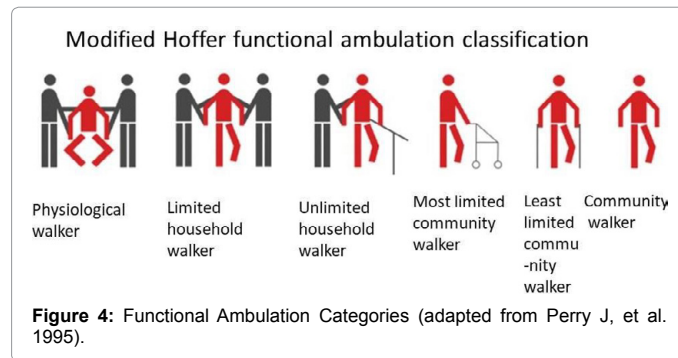 Modified Hoffer functional ambulation classification
Physiological
walker
Limited
household
walker
Unlimited
household
walker
Most limited
community
walker
Least
limited
commu
-nity
walker
Community
walker
Figure 4: Functional Ambulation Categories (adapted from Perry J, et al.
1995).